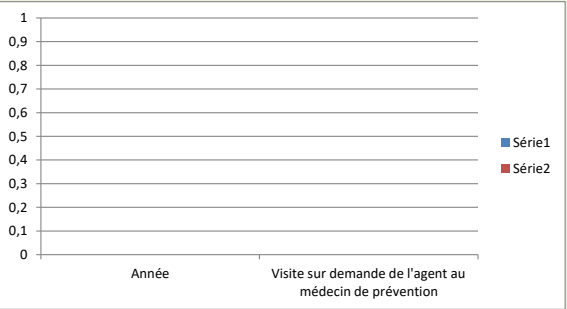 1
0,9
0,8
0,7
0,6
0,5
0,4
0,3
0,2
0,1
0
Année
Visite sur demande de l'agent au
médecin de prévention
Série1
Série2